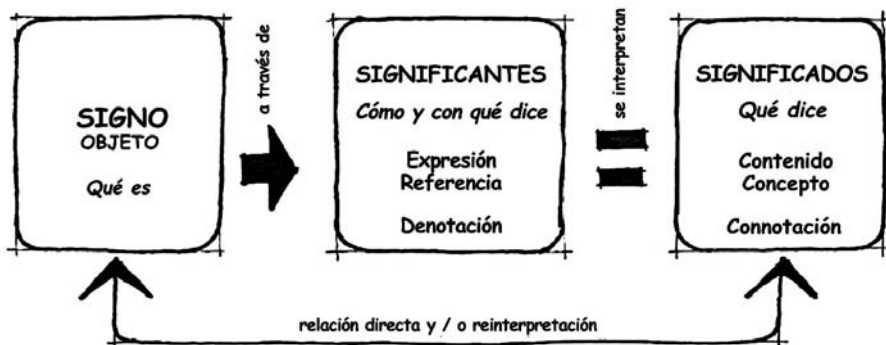 SIGNO
OBJETO
Qué es
a través de
SIGNIFICANTES
Cómo y con qué dice
Expresión
Referencia
Denotación
se interpretan
SIGNIFICADOS
Qué dice
Contenido
Concepto
Connotación
relación directa y / o reinterpretación